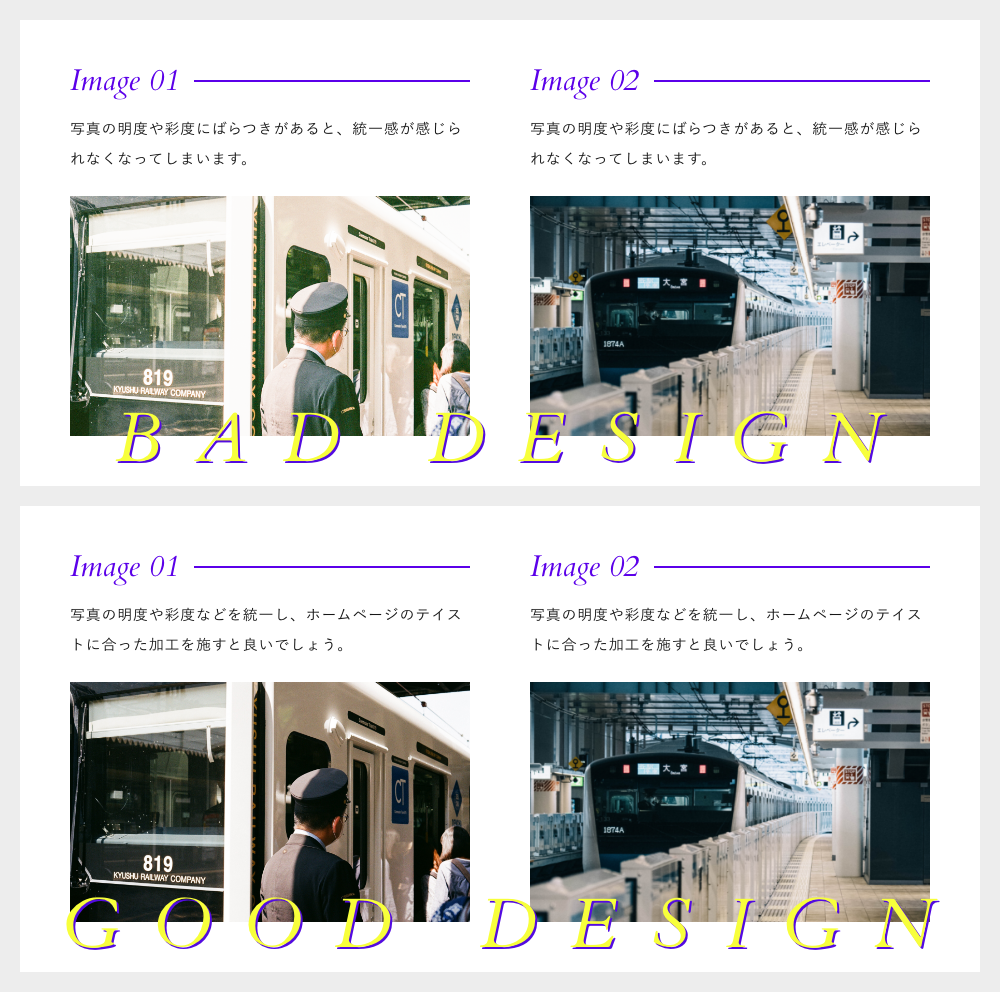 Image 01
写真の明度や彩度にばらつきがあると、統一感が感じら
れなくなってしまいます。
819
KYUSHU RAILWAY COMPANY
CT
Image 02
写真の明度や彩度にばらつきがあると、統一感が感じら
れなくなってしまいます。
エレベーター
大宮
1874A
BAD DESIGN
Image 01
写真の明度や彩度などを統一し、ホームページのテイス
トに合った加工を施すと良いでしょう。
819
KYUSHU RAILWAY COMPANY
CT
Image 02
写真の明度や彩度などを統一し、ホームページのテイス
トに合った加工を施すと良いでしょう。
エレベーター
大宮
1874A
GOOD DESIGN